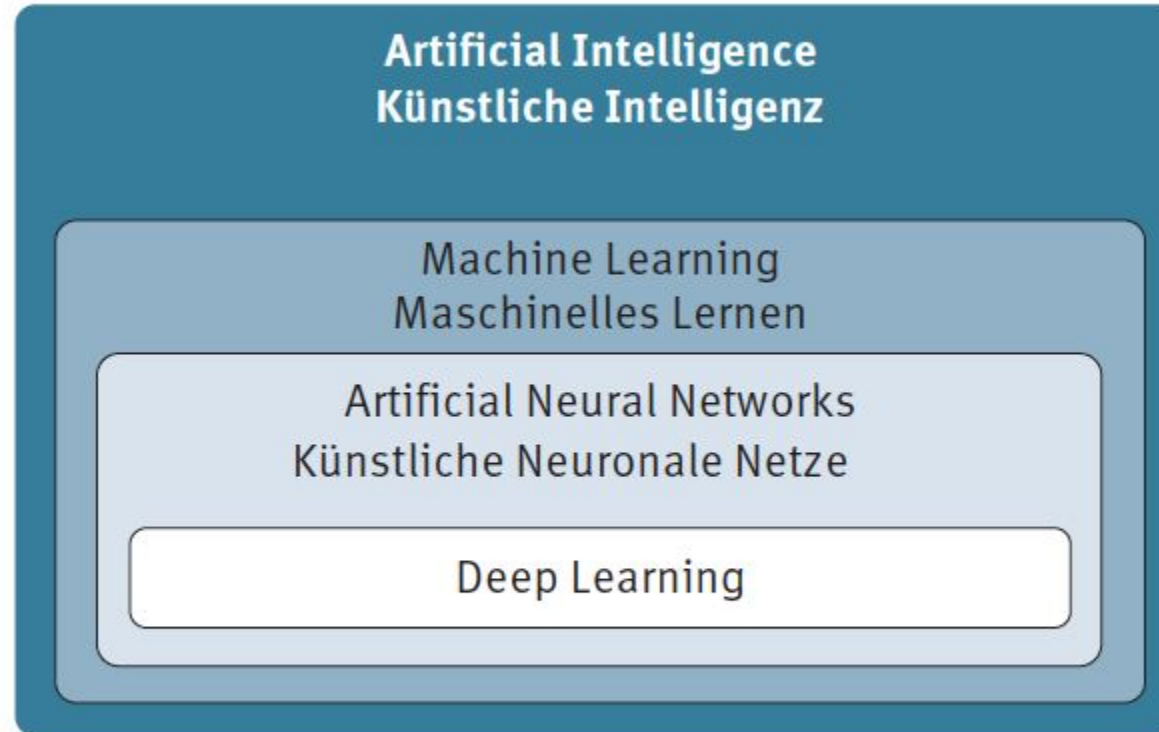 Artificial Intelligence
Künstliche Intelligenz
Machine Learning
Maschinelles Lernen
Artificial Neural Networks
Künstliche Neuronale Netze
Deep Learning